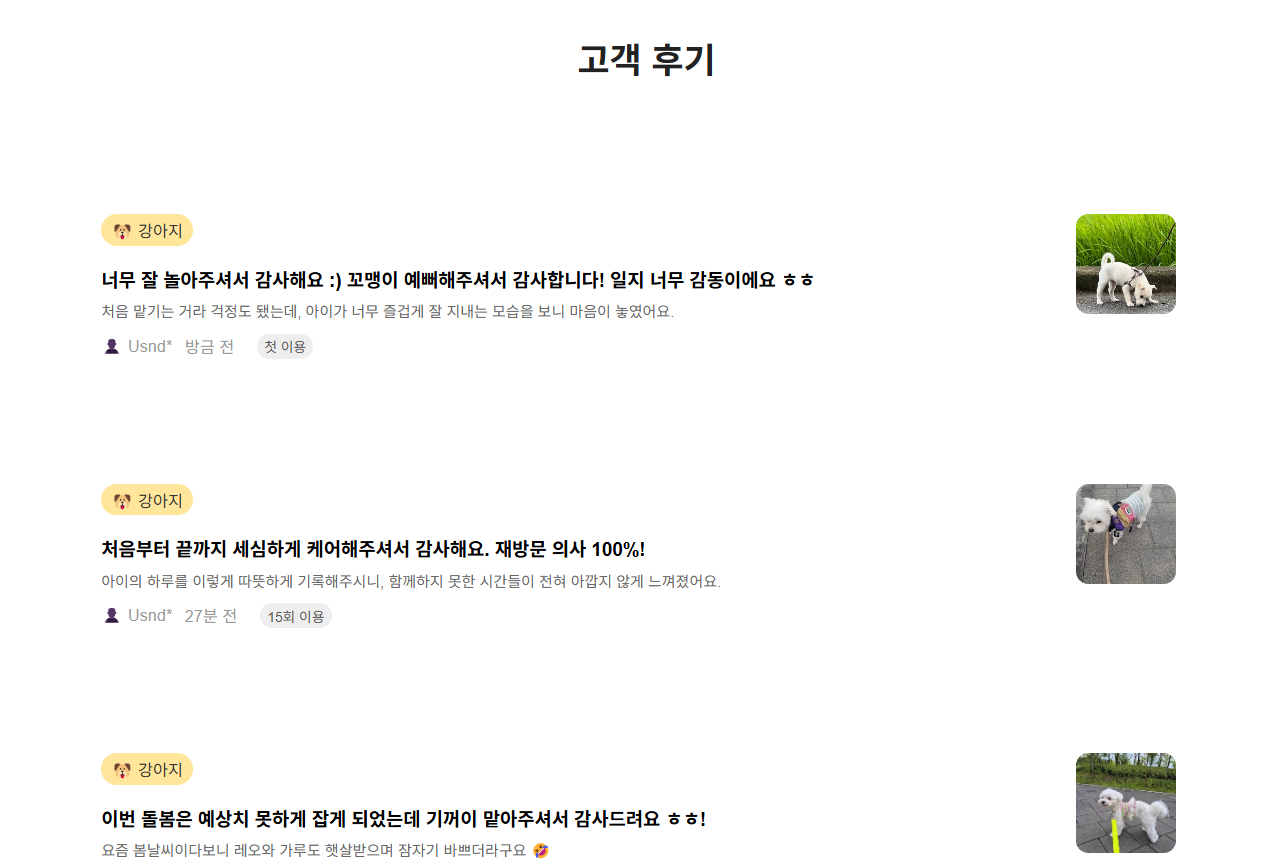 고객 후기
🐶 강아지
너무 잘 놀아주셔서 감사해요 :) 꼬맹이 예뻐해주셔서 감사합니다! 일지 너무 감동이에요 ㅎㅎ
처음 맡기는 거라 걱정도 됐는데, 아이가 너무 즐겁게 잘 지내는 모습을 보니 마음이 놓였어요.
👤 Usnd* 방금 전 첫 이용
🐶 강아지
처음부터 끝까지 세심하게 케어해주셔서 감사해요. 재방문 의사 100%!
아이의 하루를 이렇게 따뜻하게 기록해주시니, 함께하지 못한 시간들이 전혀 아깝지 않게 느껴졌어요.
👤 Usnd* 27분 전 15회 이용
🐶 강아지
이번 돌봄은 예상치 못하게 잡게 되었는데 기꺼이 맡아주셔서 감사드려요 ㅎㅎ!
요즘 봄날씨이다보니 레오와 가루도 햇살받으며 잠자기 바쁘더라구요 🤣